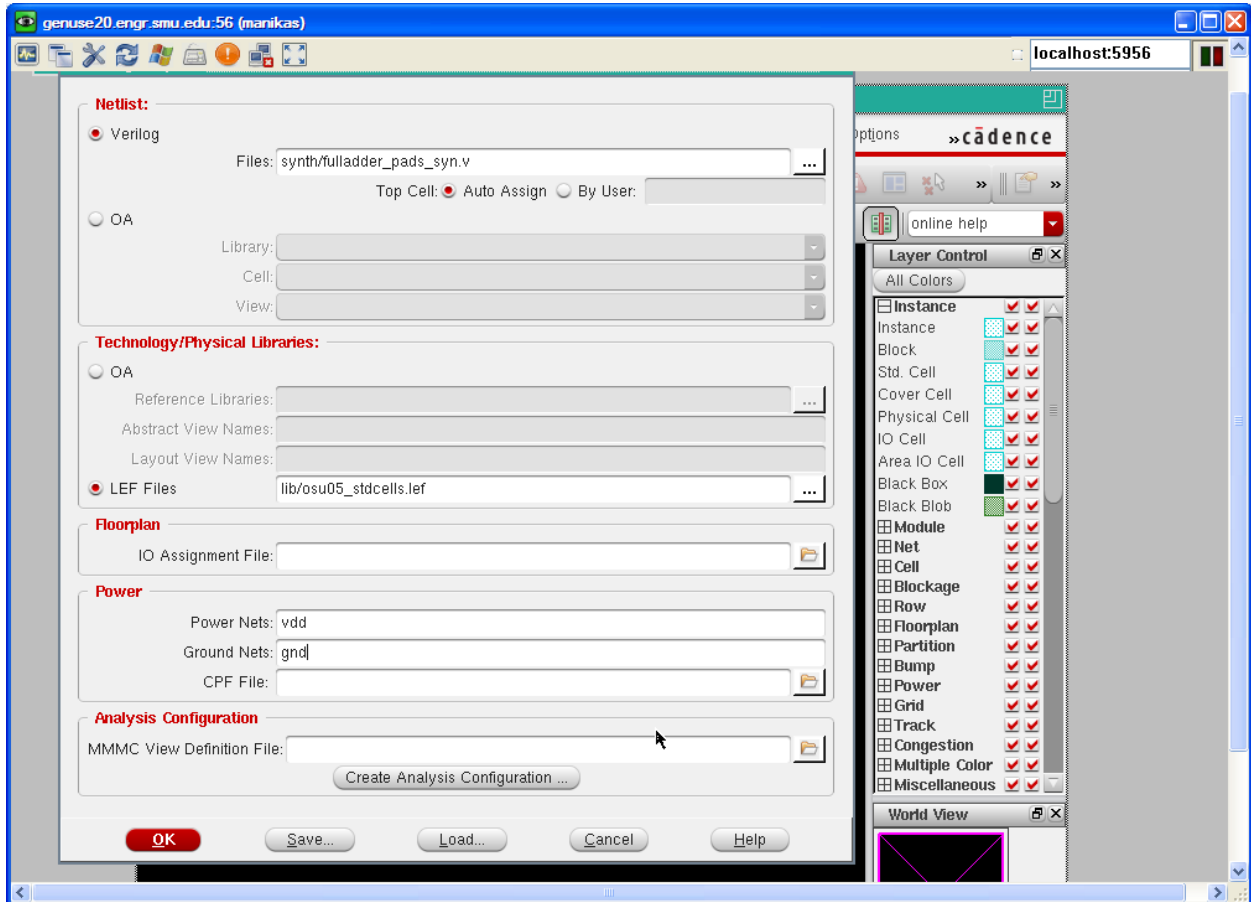 genuse20.engr.smu.edu:56 (manikas)
localhost:5956
Netlist:
Verilog
Files: synth/fulladder_pads_syn.v ...
Top Cell: Auto Assign By User:
OA
Library:
Cell:
View:
Technology/Physical Libraries:
OA
Reference Libraries: ...
Abstract View Names:
Layout View Names:
LEF Files lib/osu05_stdcells.lef ...
Floorplan
IO Assignment File:
Power
Power Nets: vdd
Ground Nets: gnd
CPF File:
Analysis Configuration
MMMC View Definition File:
Create Analysis Configuration ...
OK Save... Load... Cancel Help
Options »cādence
» »
online help
Layer Control
All Colors
Instance
Instance
Block
Std. Cell
Cover Cell
Physical Cell
IO Cell
Area IO Cell
Black Box
Black Blob
Module
Net
Cell
Blockage
Row
Floorplan
Partition
Bump
Power
Grid
Track
Congestion
Multiple Color
Miscellaneous
World View